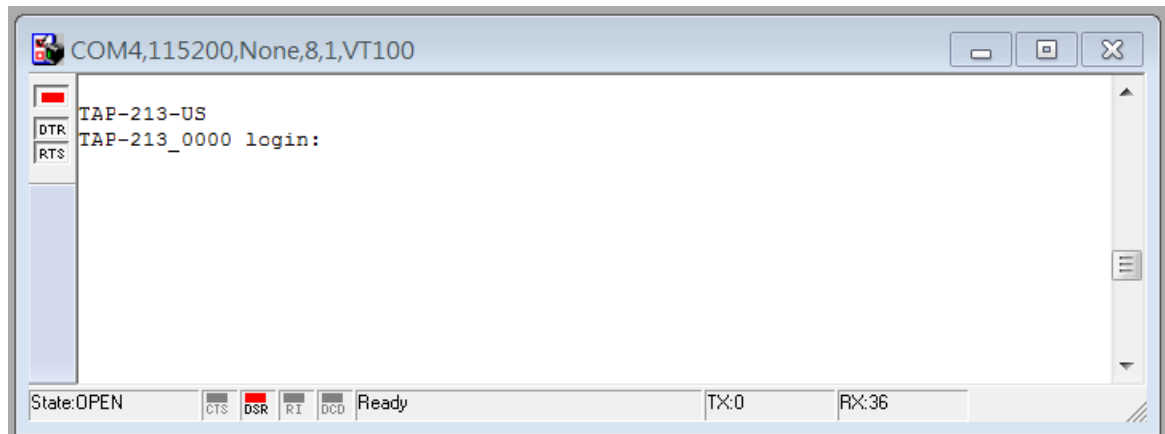 COM4,115200,None,8,1,VT100
DTR
RTS
TAP-213-US
TAP-213_0000 login:
State:OPEN CTS DSR RI DCD Ready TX:0 RX:36